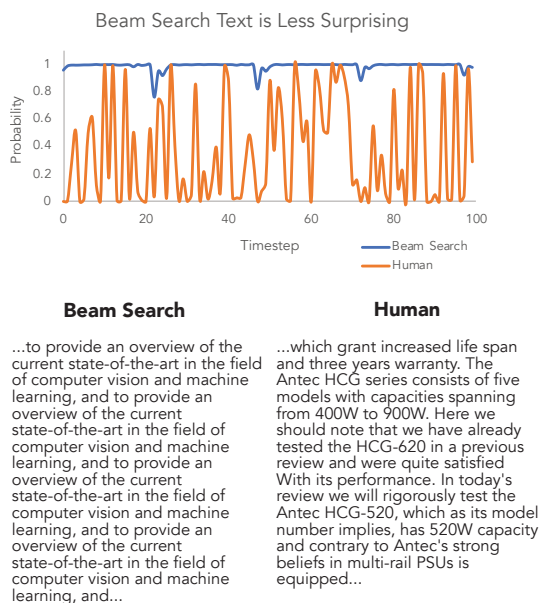 Beam Search Text is Less Surprising
1
0.8
0.6
0.4
0.2
0
Probability
0 20 40 60 80 100
Timestep
Beam Search
Human
Beam Search
...to provide an overview of the
current state-of-the-art in the field
of computer vision and machine
learning, and to provide an
overview of the current
state-of-the-art in the field of
computer vision and machine
learning, and to provide an
overview of the current
state-of-the-art in the field of
computer vision and machine
learning, and to provide an
overview of the current
state-of-the-art in the field of
computer vision and machine
learning, and...
Human
...which grant increased life span
and three years warranty. The
Antec HCG series consists of five
models with capacities spanning
from 400W to 900W. Here we
should note that we have already
tested the HCG-620 in a previous
review and were quite satisfied
With its performance. In today's
review we will rigorously test the
Antec HCG-520, which as its model
number implies, has 520W capacity
and contrary to Antec's strong
beliefs in multi-rail PSUs is
equipped...